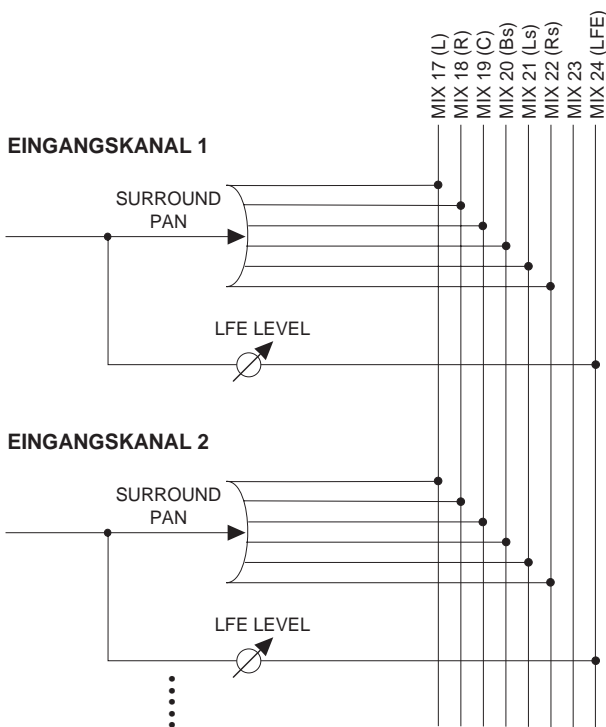 MIX 17 (L)
MIX 18 (R)
MIX 19 (C)
MIX 20 (Bs)
MIX 21 (Ls)
MIX 22 (Rs)
MIX 23
MIX 24 (LFE)
EINGANGSKANAL 1
SURROUND
PAN
LFE LEVEL
EINGANGSKANAL 2
SURROUND
PAN
LFE LEVEL